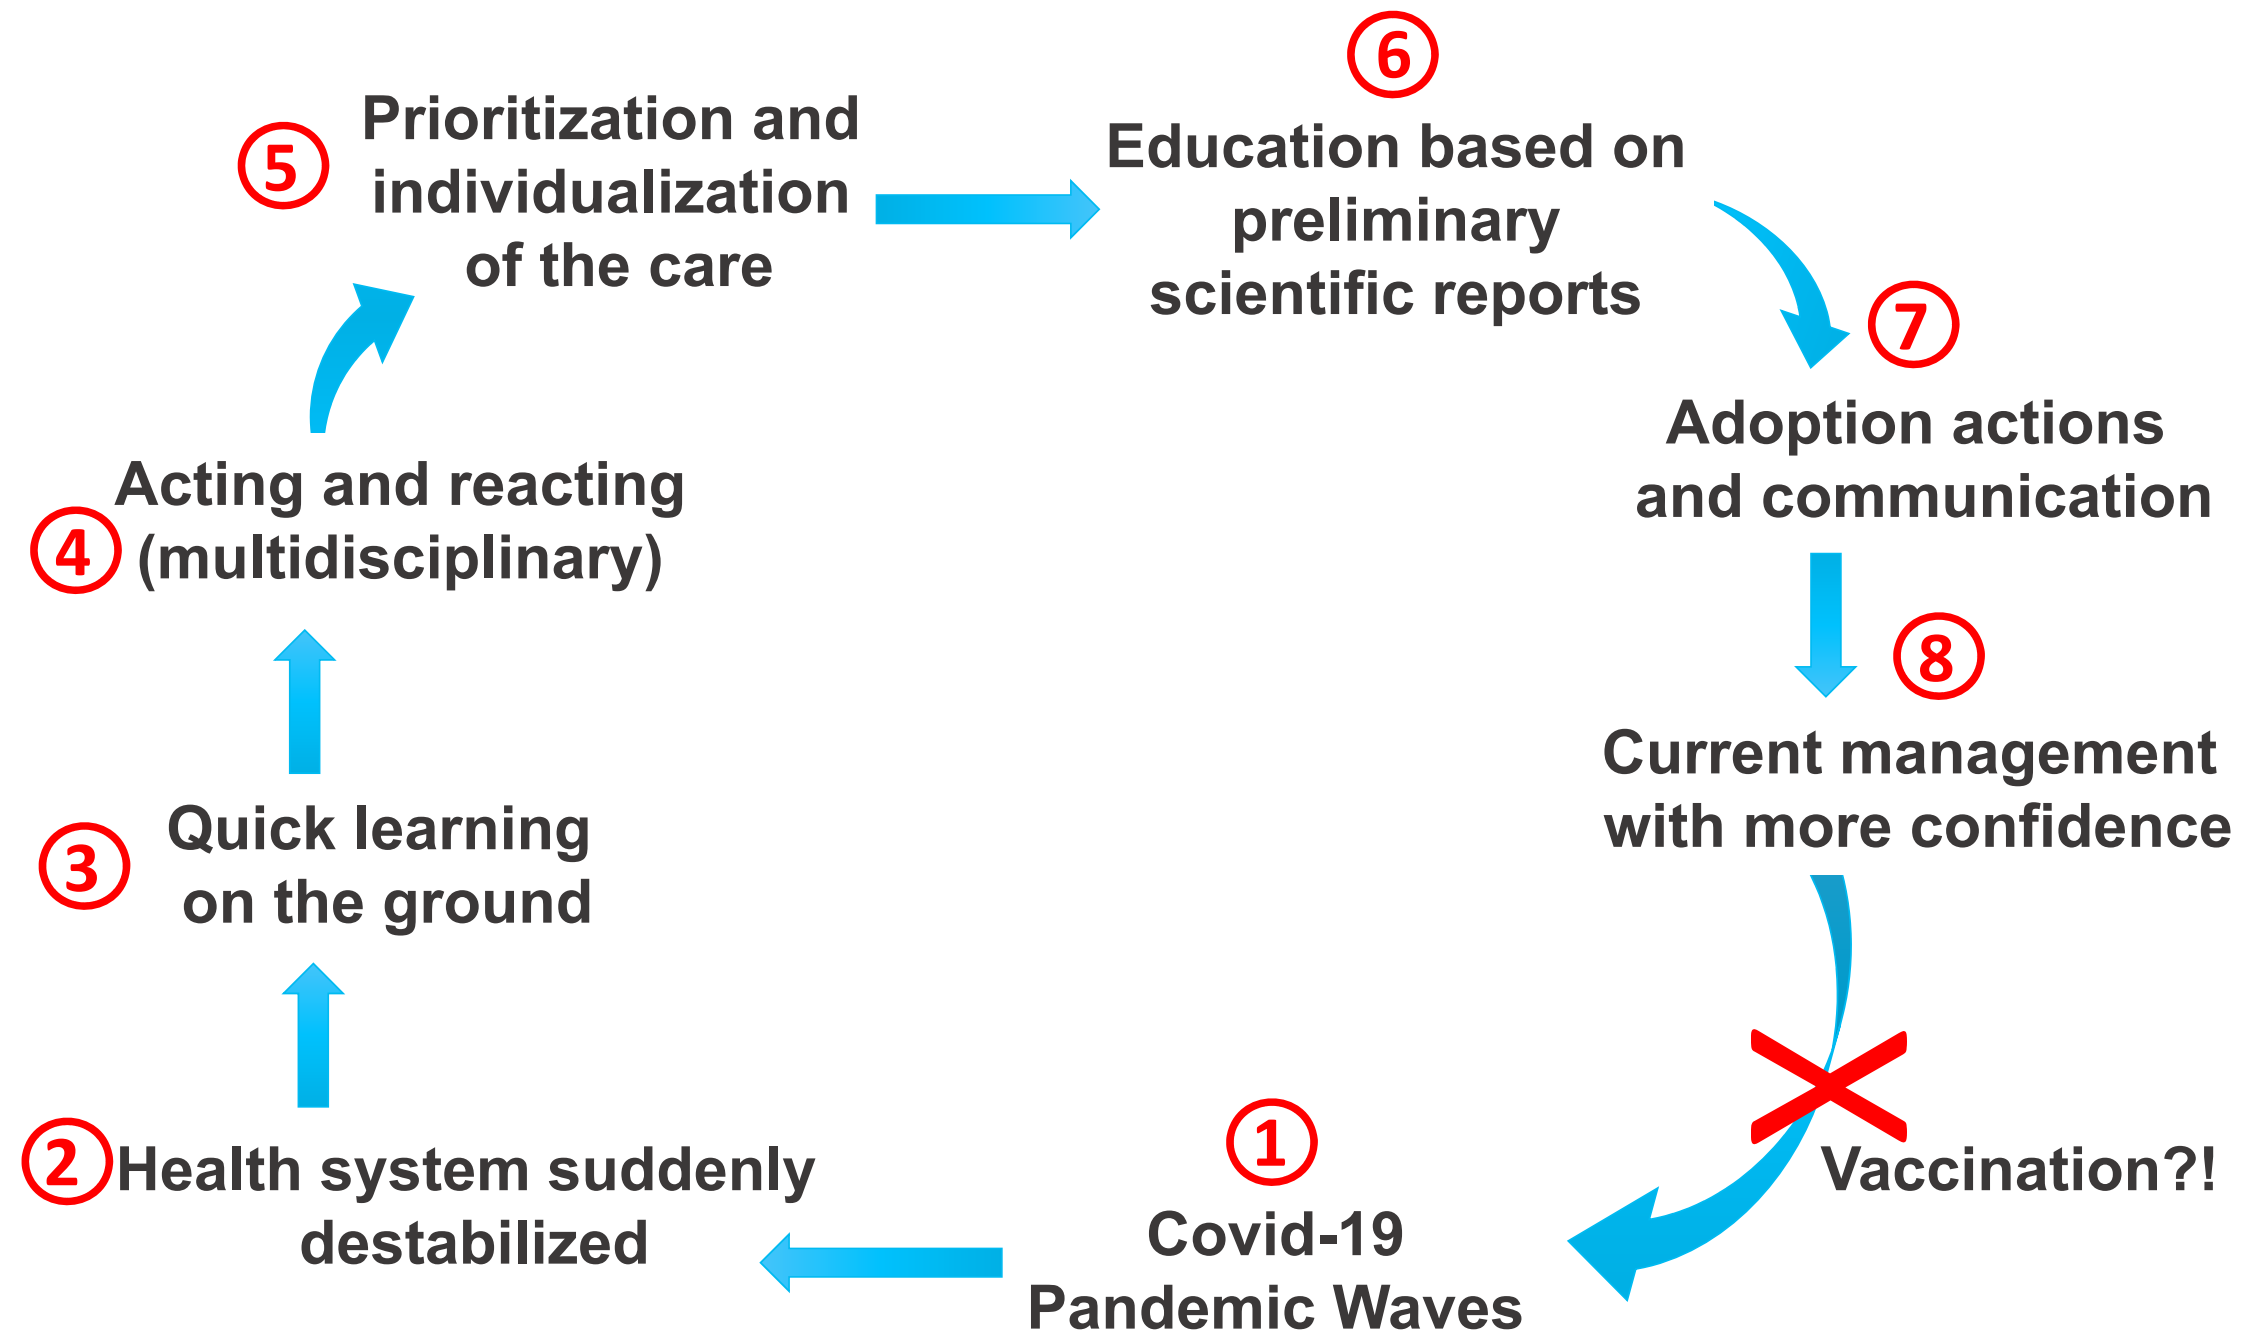 1
Covid-19
Pandemic Waves
2
Health system suddenly
destabilized
3
Quick learning
on the ground
4
Acting and reacting
(multidisciplinary)
5
Prioritization and
individualization
of the care
6
Education based on
preliminary
scientific reports
7
Adoption actions
and communication
8
Current management
with more confidence
Vaccination?!